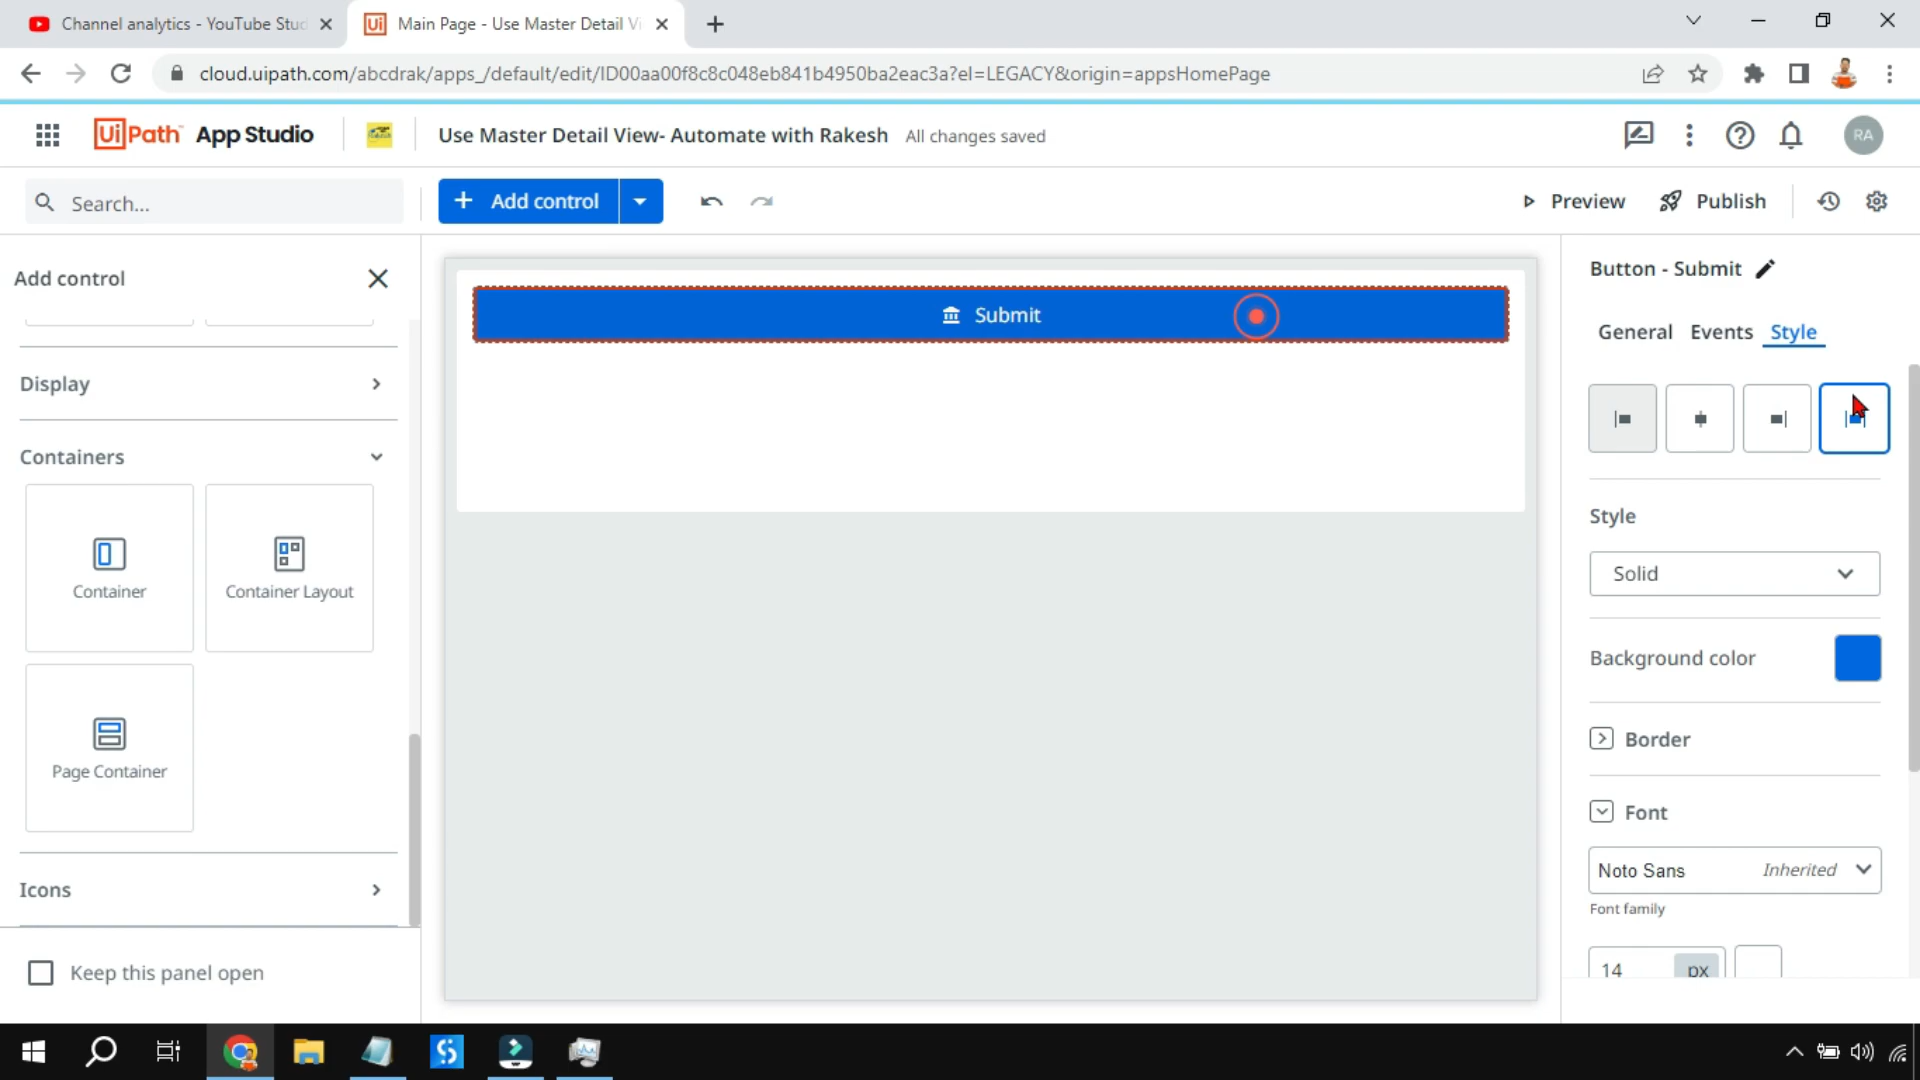 Channel analytics - YouTube Stuc
Main Page - Use Master Detail Vi
cloud.uipath.com/abcdrak/apps_/default/edit/ID00aa00f8c8c048eb841b4950ba2eac3a?el=LEGACY&origin=appsHomePage
UiPath™ App Studio
Use Master Detail View- Automate with Rakesh
All changes saved
RA
Search...
+ Add control
Preview
Publish
Add control
Display
Containers
Container
Container Layout
Page Container
Icons
Keep this panel open
Submit
Button - Submit
General
Events
Style
Style
Solid
Background color
Border
Font
Noto Sans
Inherited
Font family
14
px